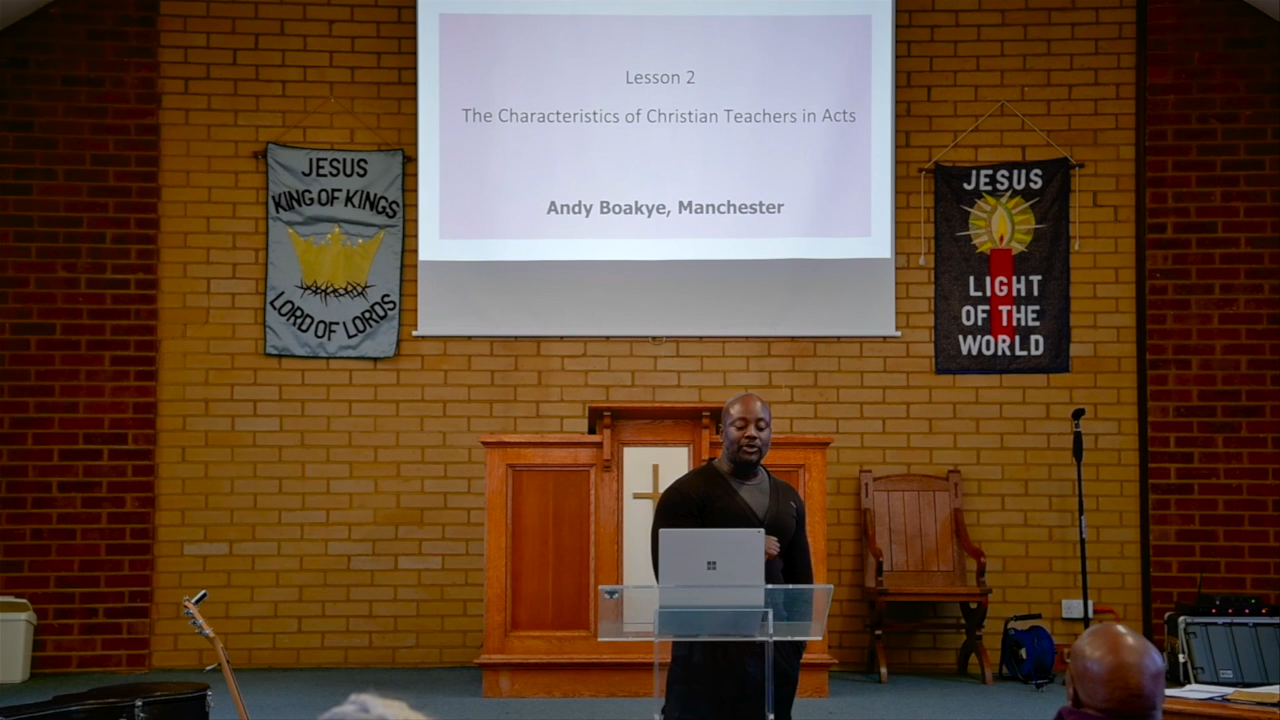 Lesson 2
The Characteristics of Christian Teachers in Acts
Andy Boakye, Manchester
JESUS
KING OF KINGS
LORD OF LORDS
JESUS
LIGHT
OF THE
WORLD